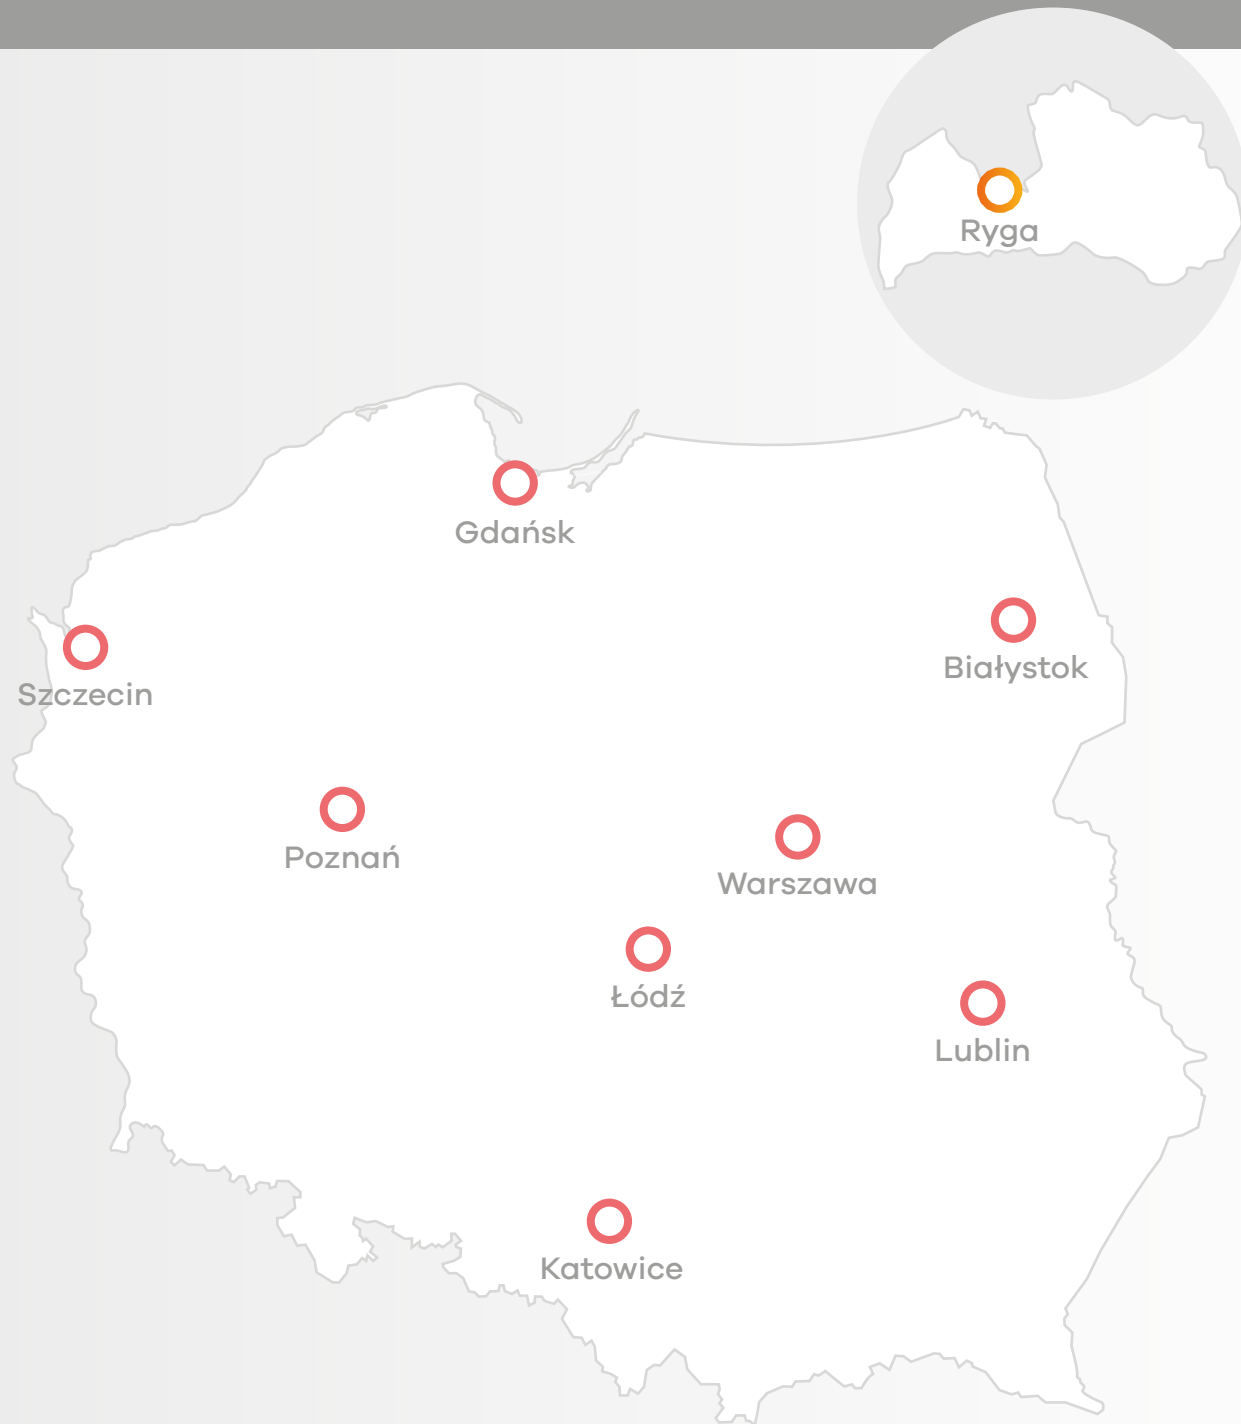 Ryga
Gdańsk
Białystok
Szczecin
Poznań
Warszawa
Łódź
Lublin
Katowice